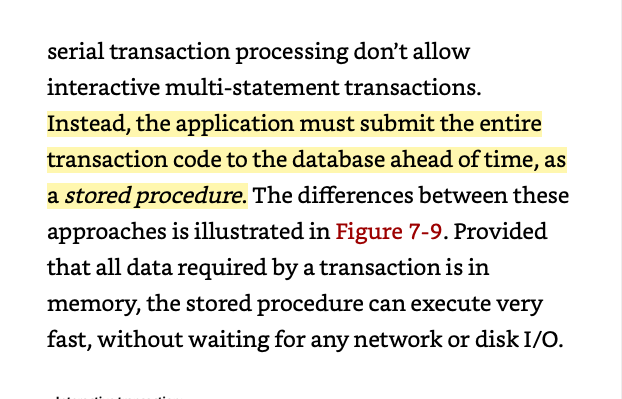 serial transaction processing don’t allow
interactive multi-statement transactions.
Instead, the application must submit the entire
transaction code to the database ahead of time, as
a stored procedure. The differences between these
approaches is illustrated in Figure 7-9. Provided
that all data required by a transaction is in
memory, the stored procedure can execute very
fast, without waiting for any network or disk I/O.